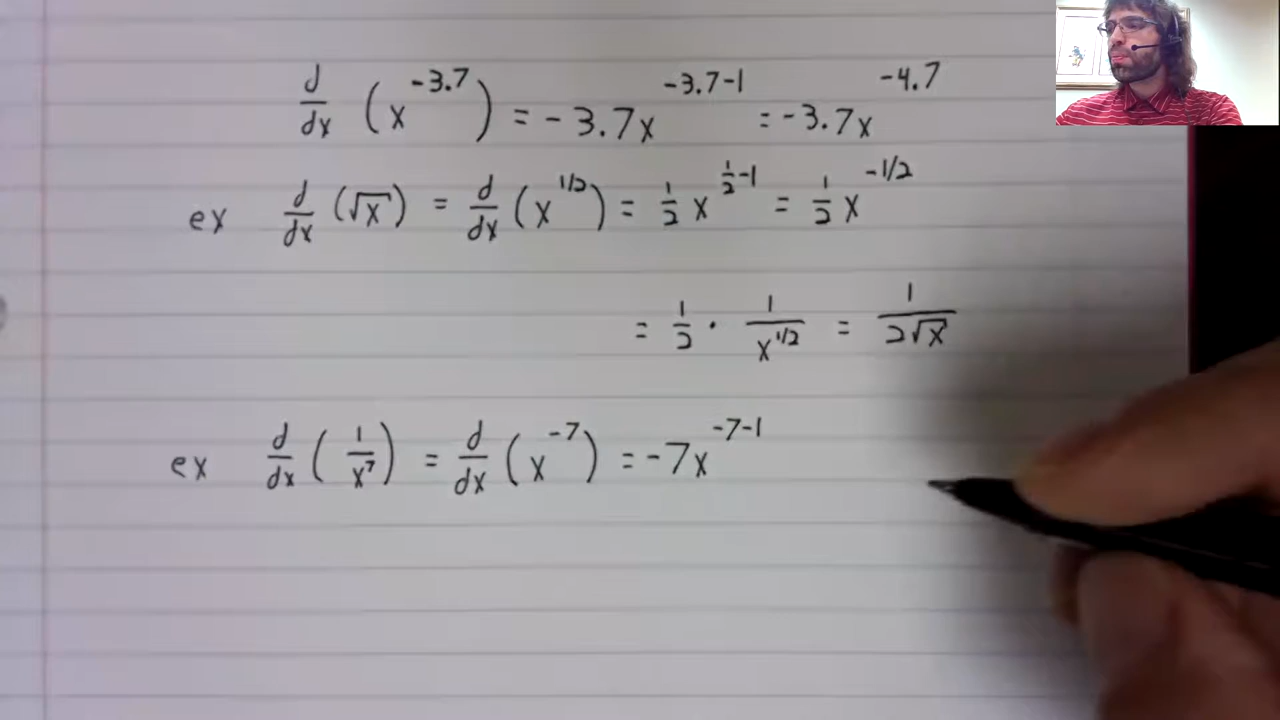 d/dx (x^-3.7) = -3.7x^-3.7-1 = -3.7x^-4.7
ex d/dx (√x) = d/dx (x^1/2) = 1/2 x^1/2-1 = 1/2 x^-1/2
= 1/2 · 1/x^1/2 = 1/2√x
ex d/dx (1/x^7) = d/dx (x^-7) = -7x^-7-1